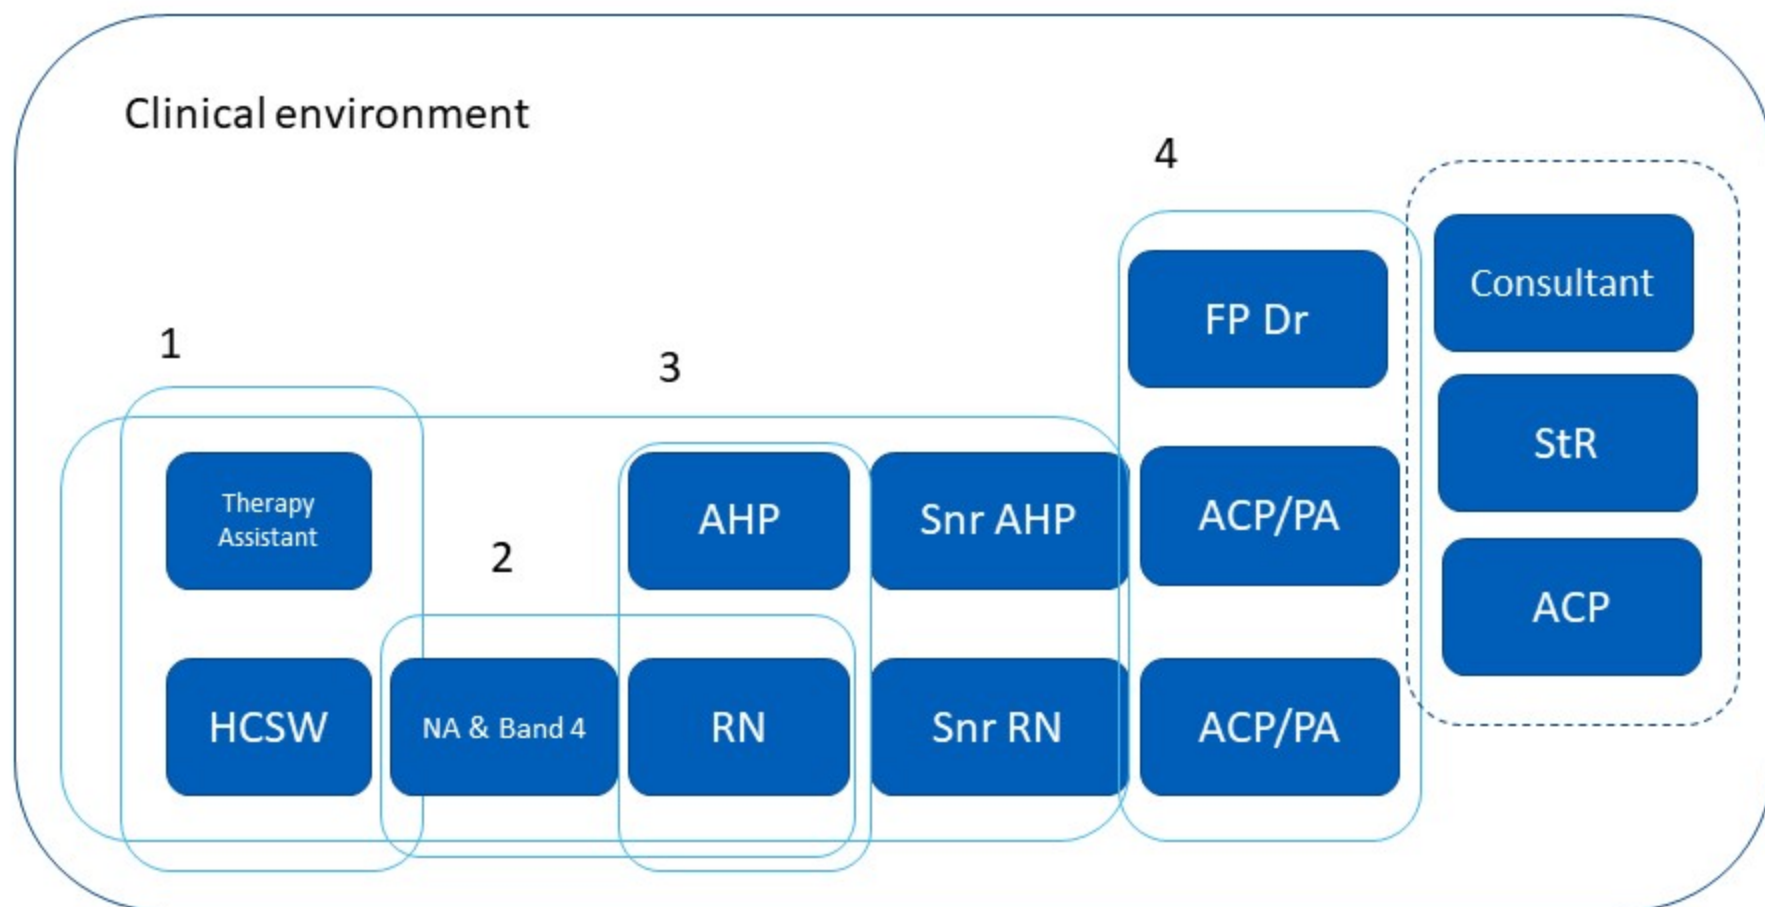 Clinical environment
4
Consultant
FP Dr
1
3
StR
Therapy
Assistant
AHP
Snr AHP
ACP/PA
2
ACP
HCSW
NA & Band 4
RN
Snr RN
ACP/PA